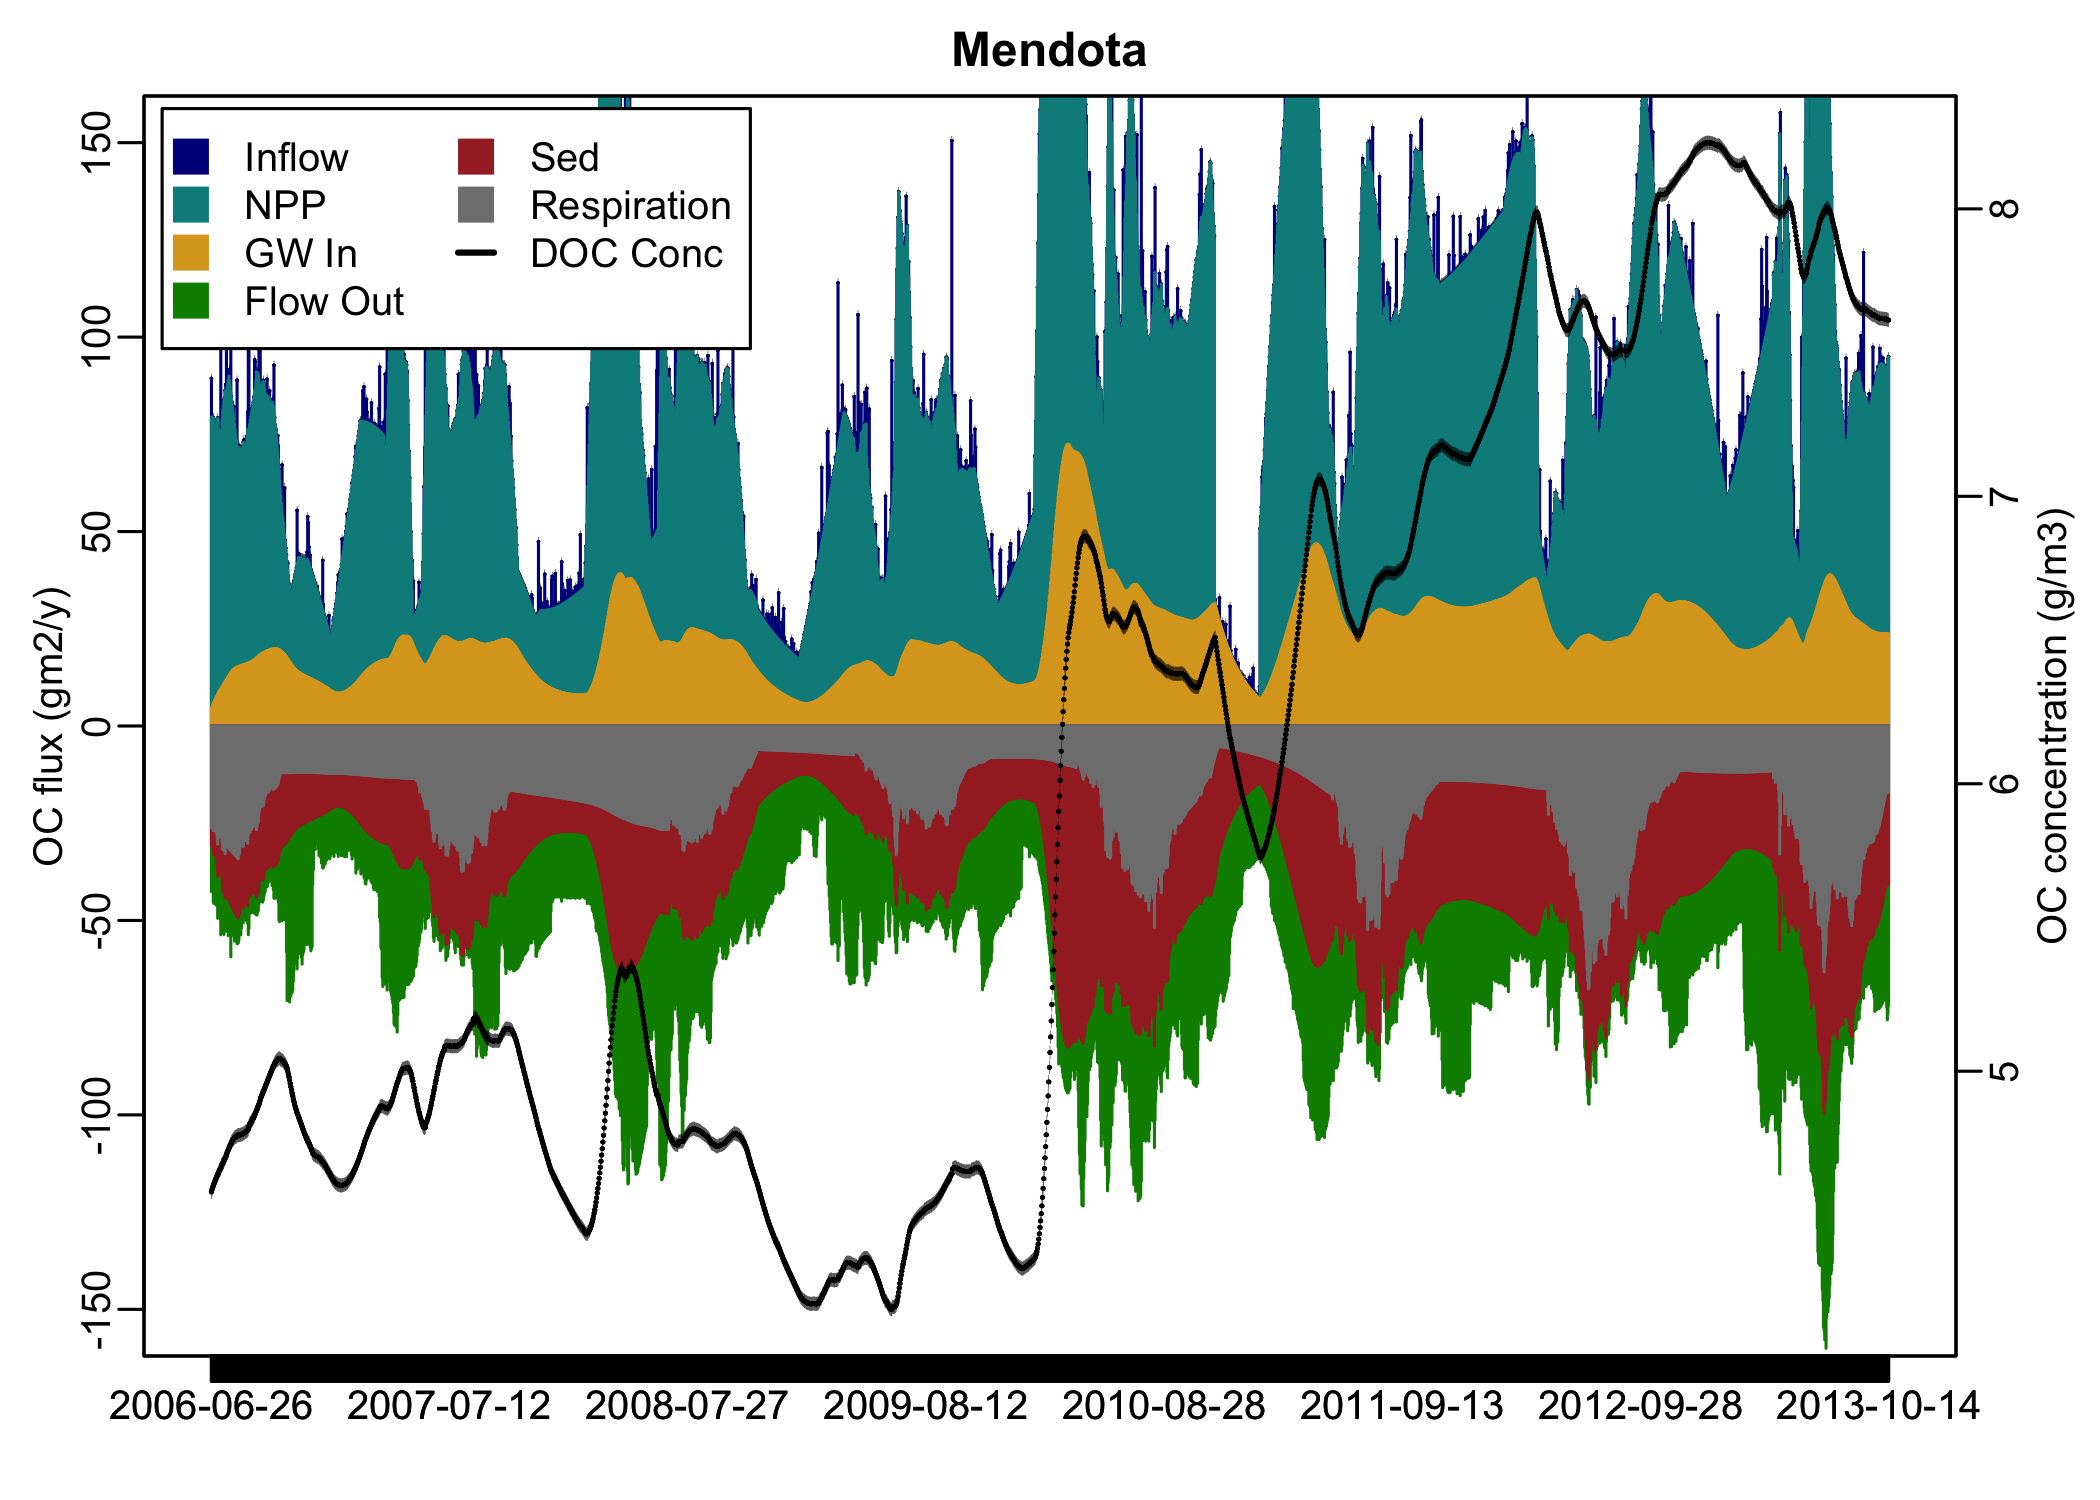 Mendota
Inflow
NPP
GW In
Flow Out
Sed
Respiration
DOC Conc
OC flux (gm2/y)
150
100
50
0
-50
-100
-150
OC concentration (g/m3)
8
7
6
5
2006-06-26
2007-07-12
2008-07-27
2009-08-12
2010-08-28
2011-09-13
2012-09-28
2013-10-14